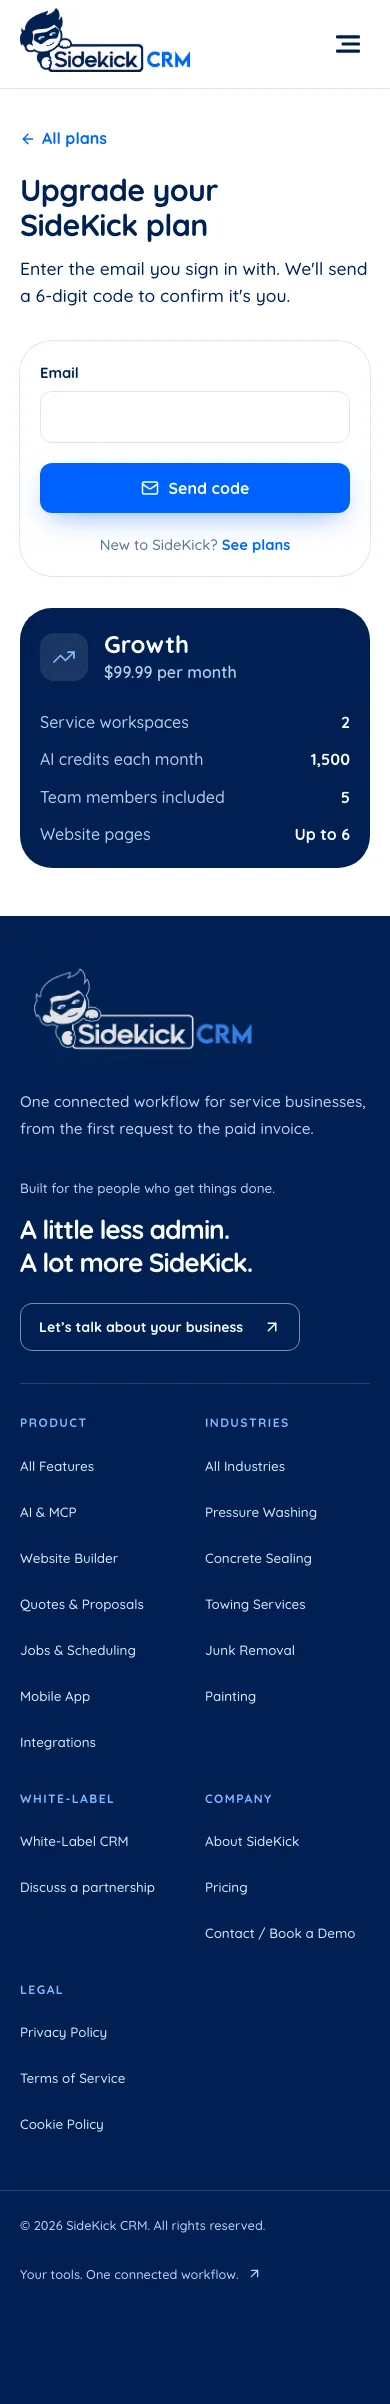 Sidekick CRM
All plans
Upgrade your
SideKick plan
Enter the email you sign in with. We'll send
a 6-digit code to confirm it's you.
Email
Send code
New to SideKick? See plans
Growth
$99.99 per month
Service workspaces 2
AI credits each month 1,500
Team members included 5
Website pages Up to 6
Sidekick CRM
One connected workflow for service businesses,
from the first request to the paid invoice.
Built for the people who get things done.
A little less admin.
A lot more SideKick.
Let’s talk about your business
PRODUCT
All Features
AI & MCP
Website Builder
Quotes & Proposals
Jobs & Scheduling
Mobile App
Integrations
INDUSTRIES
All Industries
Pressure Washing
Concrete Sealing
Towing Services
Junk Removal
Painting
WHITE-LABEL
White-Label CRM
Discuss a partnership
COMPANY
About SideKick
Pricing
Contact / Book a Demo
LEGAL
Privacy Policy
Terms of Service
Cookie Policy
© 2026 SideKick CRM. All rights reserved.
Your tools. One connected workflow.